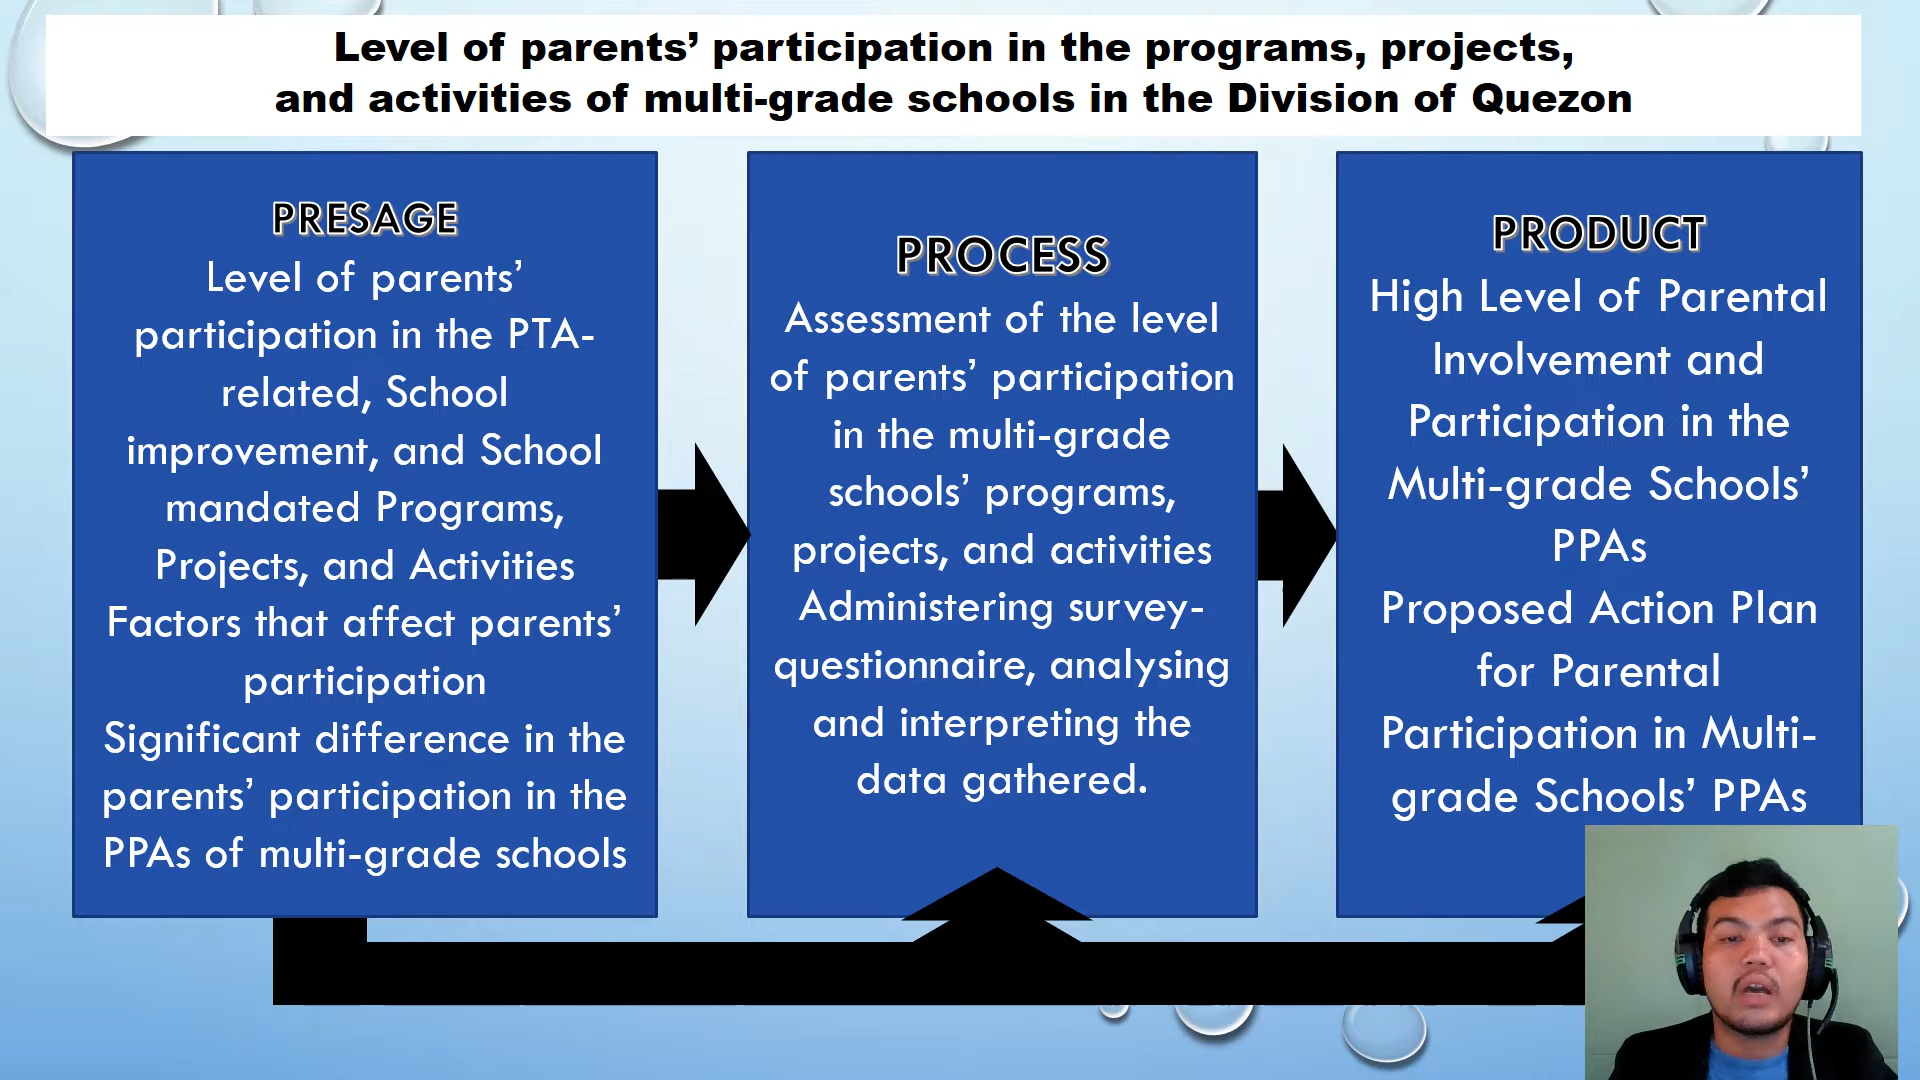 Level of parents’ participation in the programs, projects,
and activities of multi-grade schools in the Division of Quezon
PRESAGE
Level of parents’
participation in the PTA-
related, School
improvement, and School
mandated Programs,
Projects, and Activities
Factors that affect parents’
participation
Significant difference in the
parents’ participation in the
PPAs of multi-grade schools
PROCESS
Assessment of the level
of parents’ participation
in the multi-grade
schools’ programs,
projects, and activities
Administering survey-
questionnaire, analysing
and interpreting the
data gathered.
PRODUCT
High Level of Parental
Involvement and
Participation in the
Multi-grade Schools’
PPAs
Proposed Action Plan
for Parental
Participation in Multi-
grade Schools’ PPAs